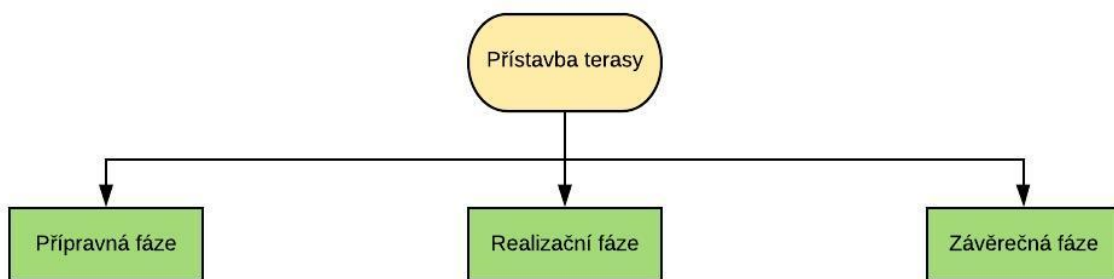 Přístavba terasy
Přípravná fáze
Realizační fáze
Závěrečná fáze